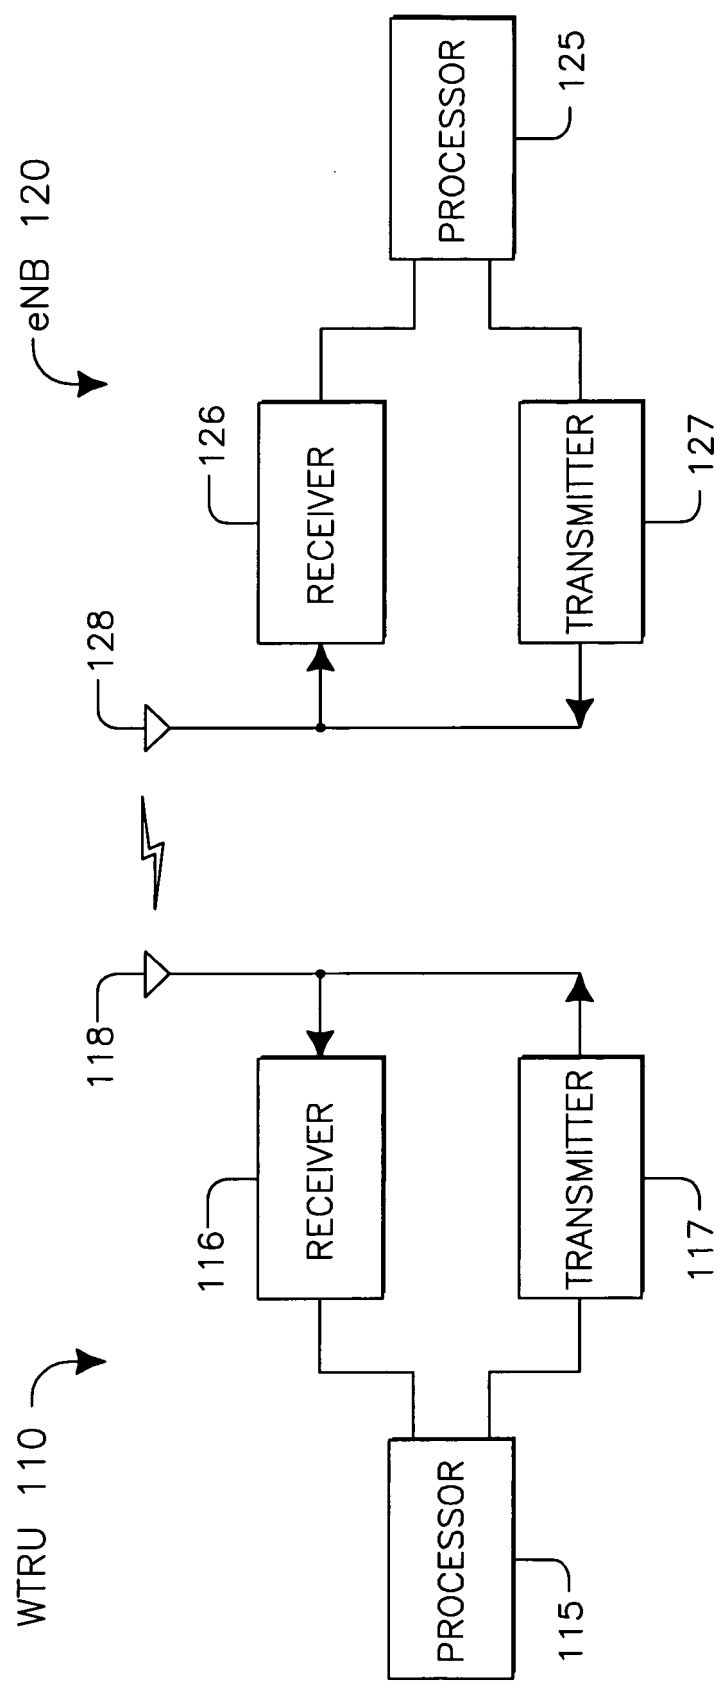 WTRU 110
eNB 120
118
128
116
RECEIVER
126
RECEIVER
PROCESSOR
115
PROCESSOR
125
TRANSMITTER
117
TRANSMITTER
127